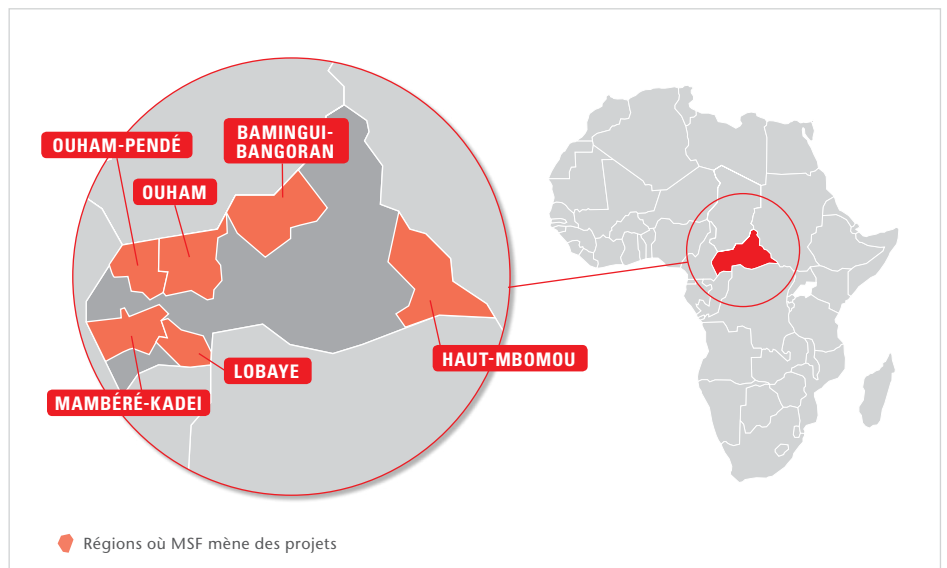 OUHAM-PENDÉ
BAMINGUI-
BANGORAN
OUHAM
HAUT-MBOMOU
LOBAYE
MAMBÉRÉ-KADEI
Régions où MSF mène des projets